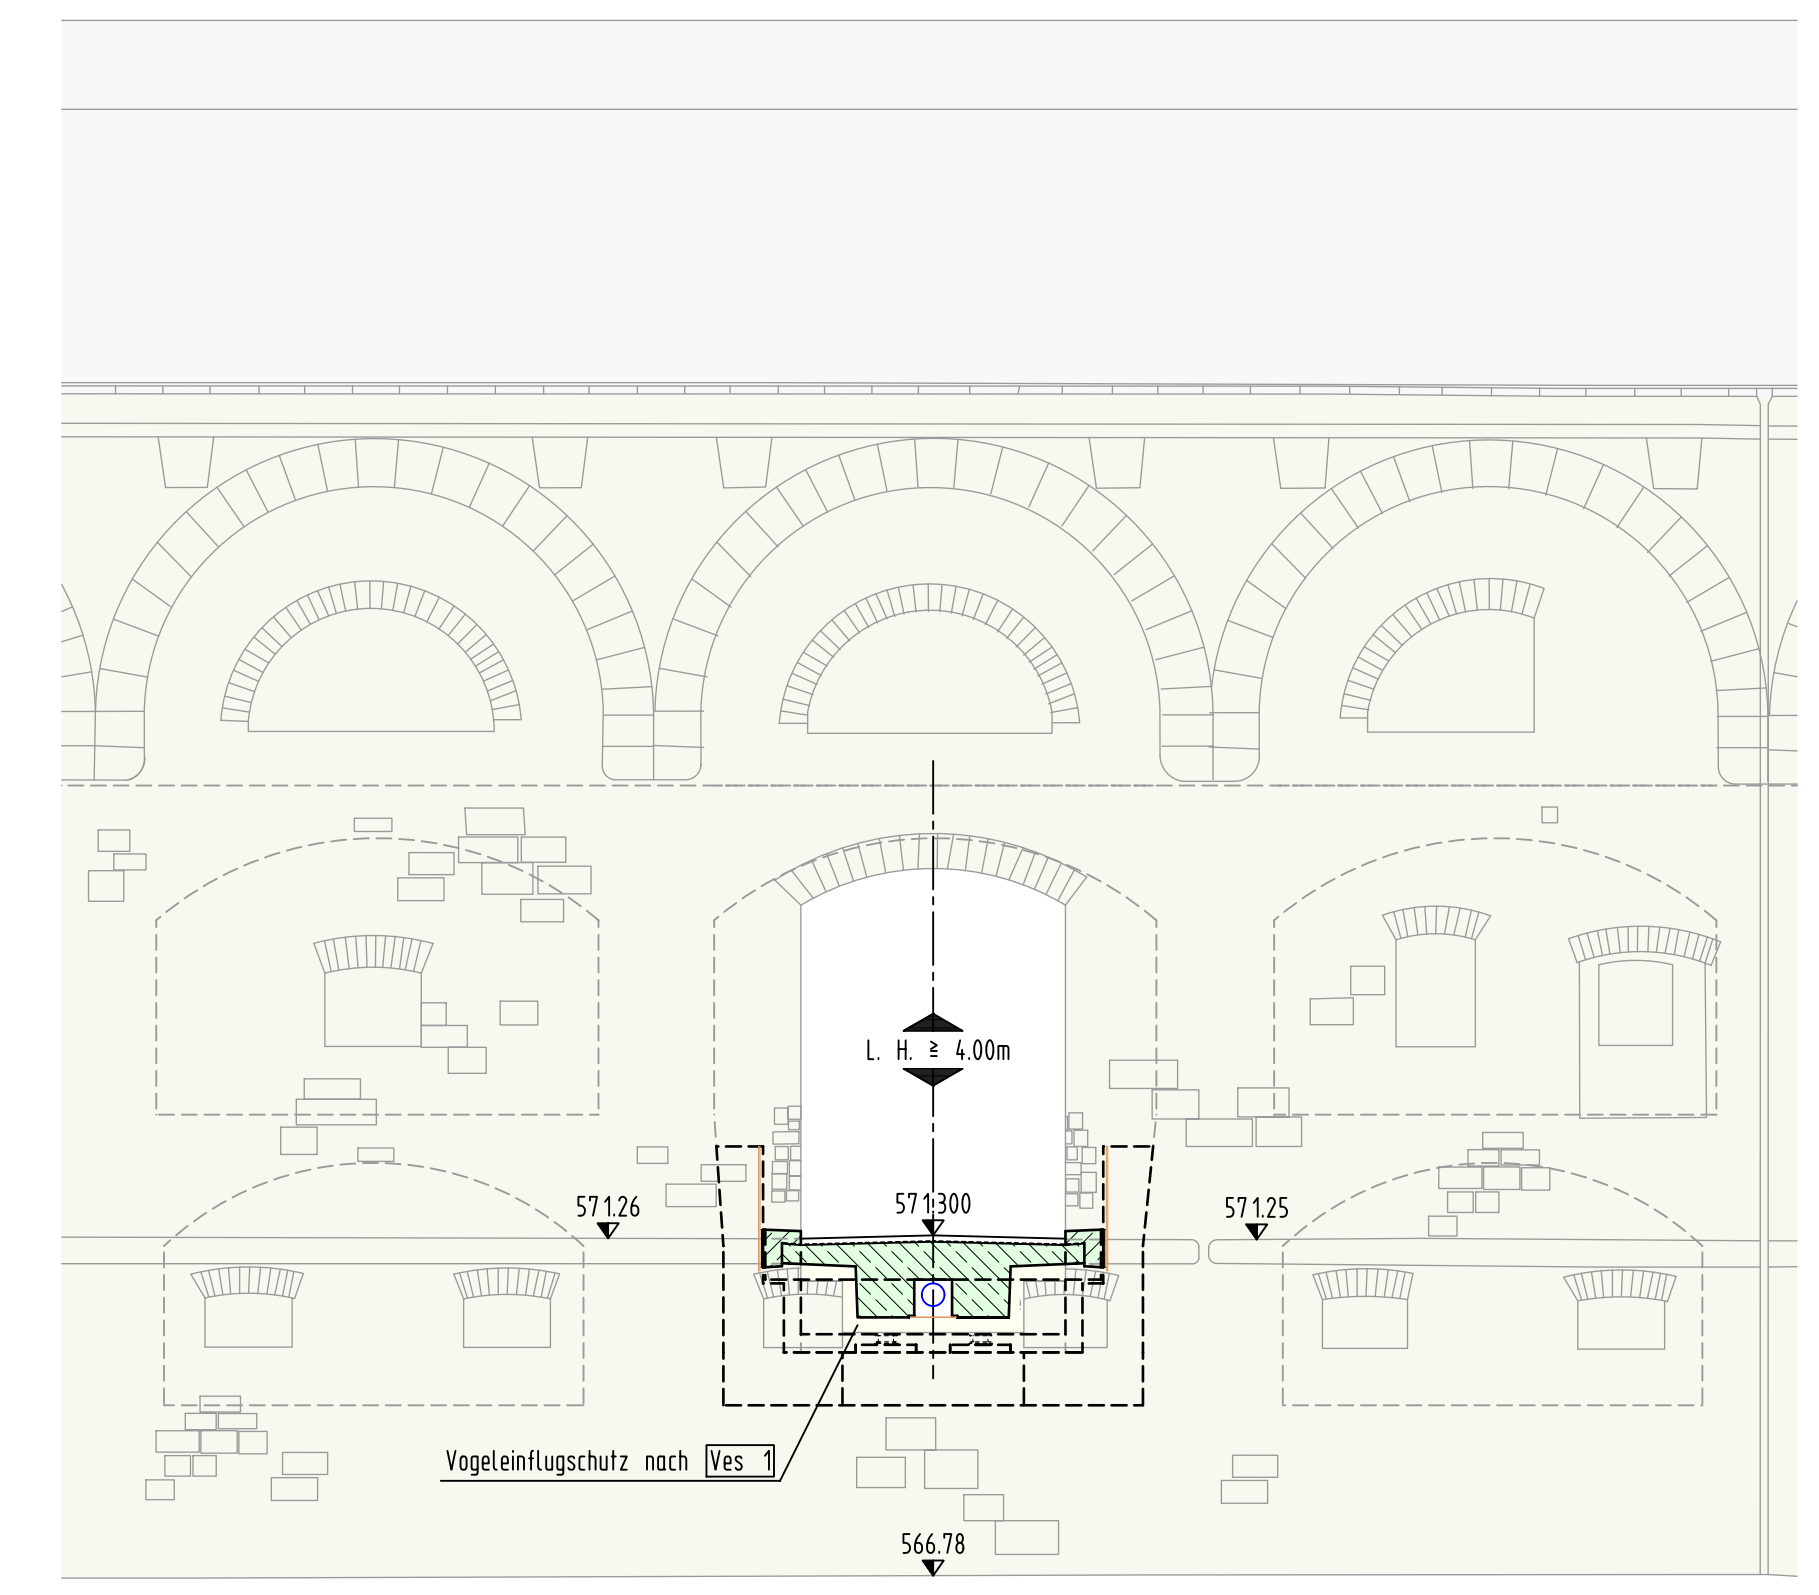 L. H. ≥ 4.00m
571.26
571.300
571.25
Vogeleinflugschutz nach Ves 1
566.78